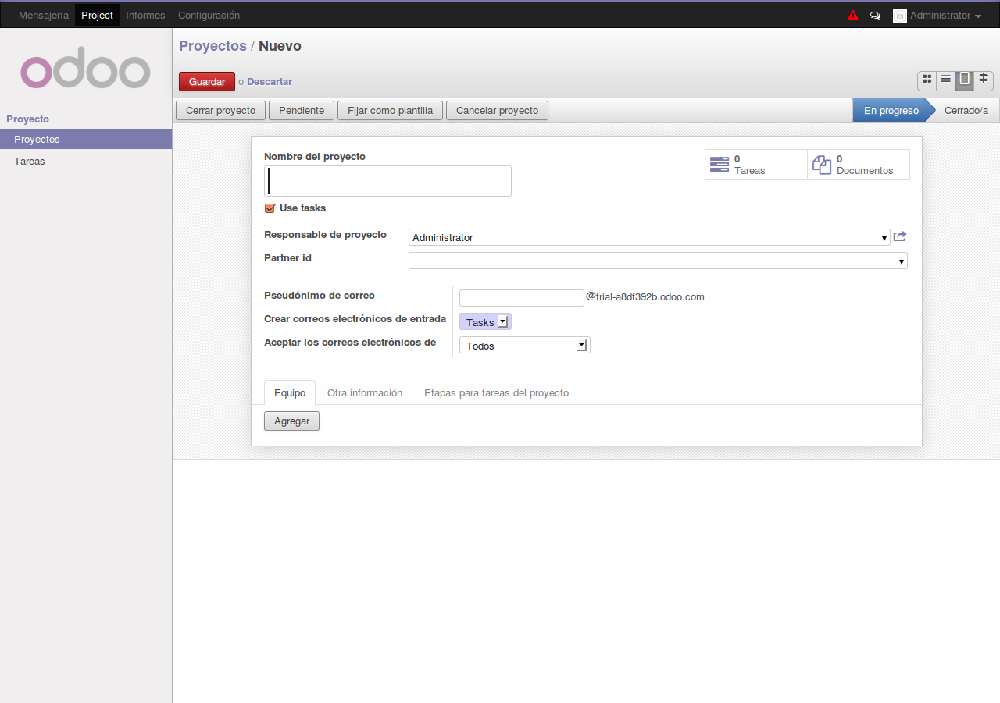 Mensajería Project Informes Configuración Administrator
odoo
Proyectos / Nuevo
Guardar o Descartar
Cerrar proyecto Pendiente Fijar como plantilla Cancelar proyecto En progreso Cerrado/a
Proyecto
Proyectos
Tareas
Nombre del proyecto
0 Tareas
0 Documentos
Use tasks
Responsable de proyecto Administrator
Partner id
Pseudónimo de correo @trial-a8df392b.odoo.com
Crear correos electrónicos de entrada Tasks
Aceptar los correos electrónicos de Todos
Equipo Otra información Etapas para tareas del proyecto
Agregar